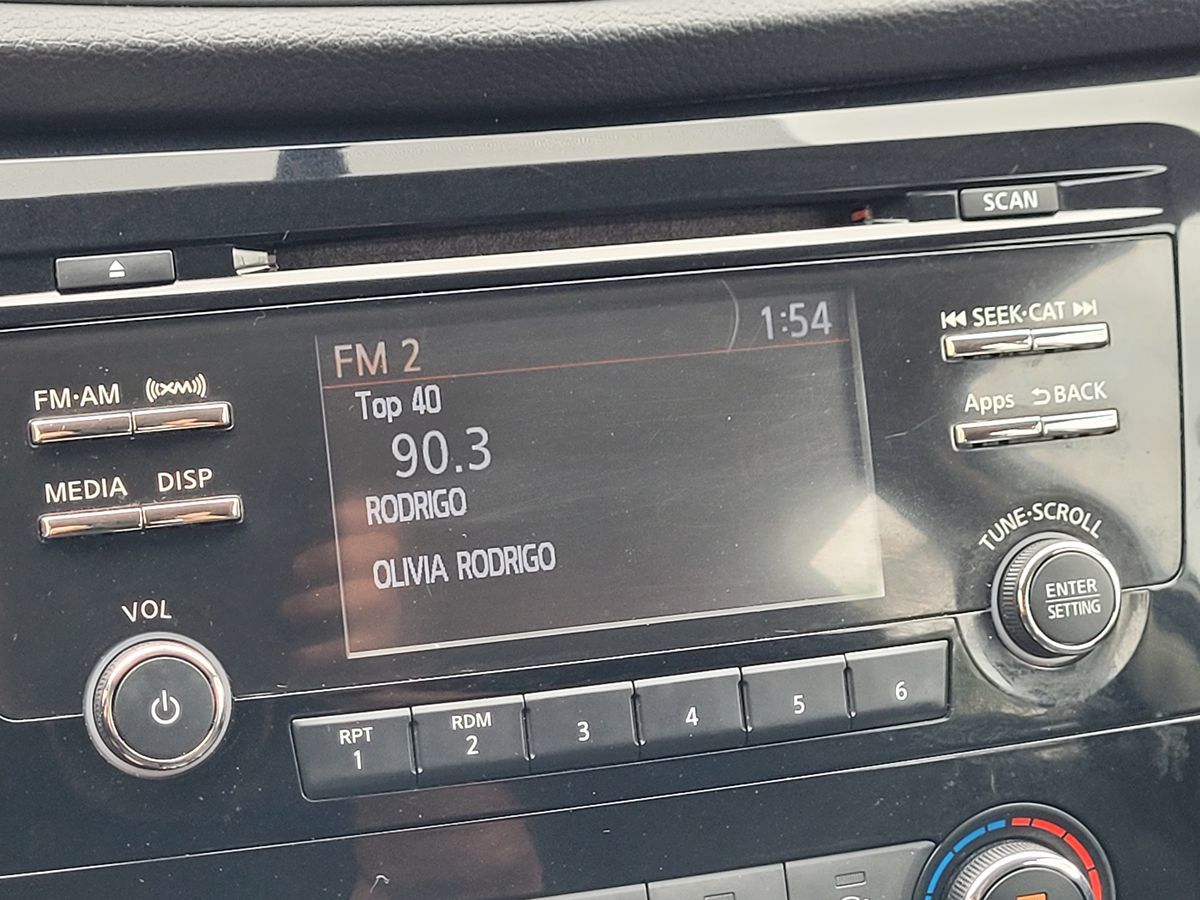 SCAN
SEEK·CAT
FM 2
1:54
FM·AM
XM
Top 40
Apps
BACK
90.3
MEDIA
DISP
RODRIGO
TUNE·SCROLL
OLIVIA RODRIGO
ENTER
SETTING
VOL
RPT
1
RDM
2
3
4
5
6